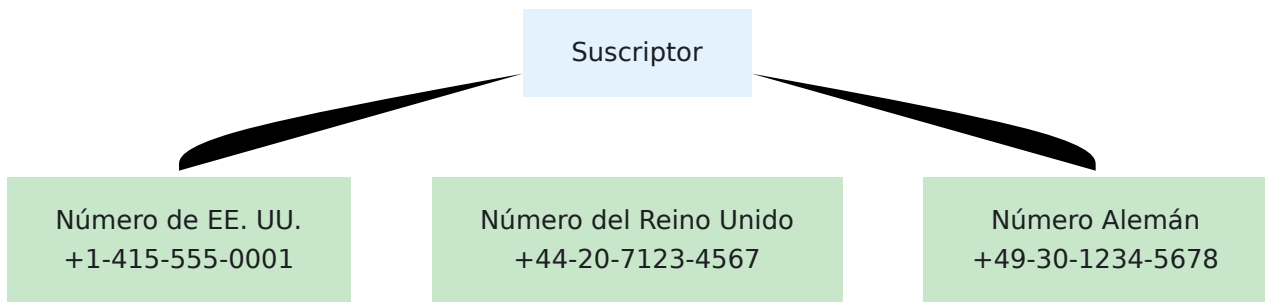 Suscriptor
Número de EE. UU.
+1-415-555-0001
Número del Reino Unido
+44-20-7123-4567
Número Alemán
+49-30-1234-5678